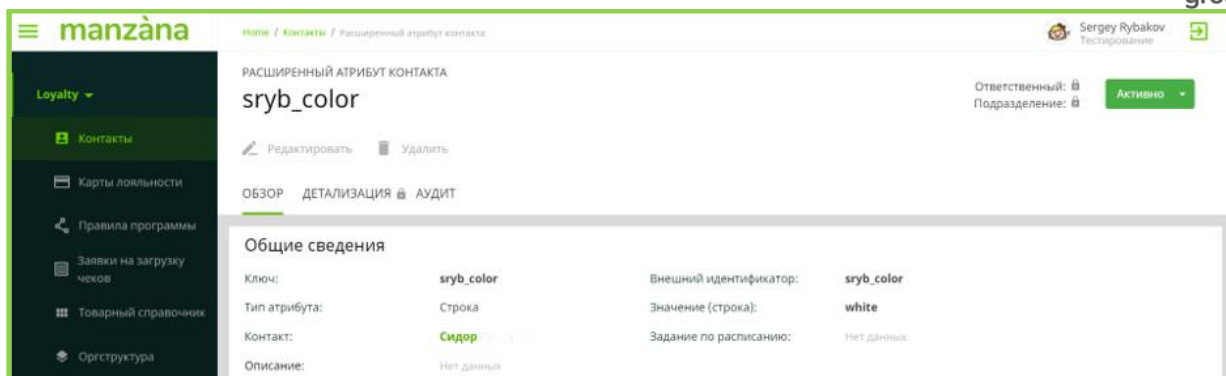 manzàna
Home / Контакты / Расширенный атрибут контакта
Sergey Rybakov
Тестирование
Loyalty
Контакты
Карты лояльности
Правила программы
Заявки на загрузку
чеков
Товарный справочник
Оргструктура
РАСШИРЕННЫЙ АТРИБУТ КОНТАКТА
sryb_color
Ответственный:
Подразделение:
Активно
Редактировать Удалить
ОБЗОР ДЕТАЛИЗАЦИЯ АУДИТ
Общие сведения
Ключ: sryb_color Внешний идентификатор: sryb_color
Тип атрибута: Строка Значение (строка): white
Контакт: Сидор Задание по расписанию: Нет данных
Описание: Нет данных